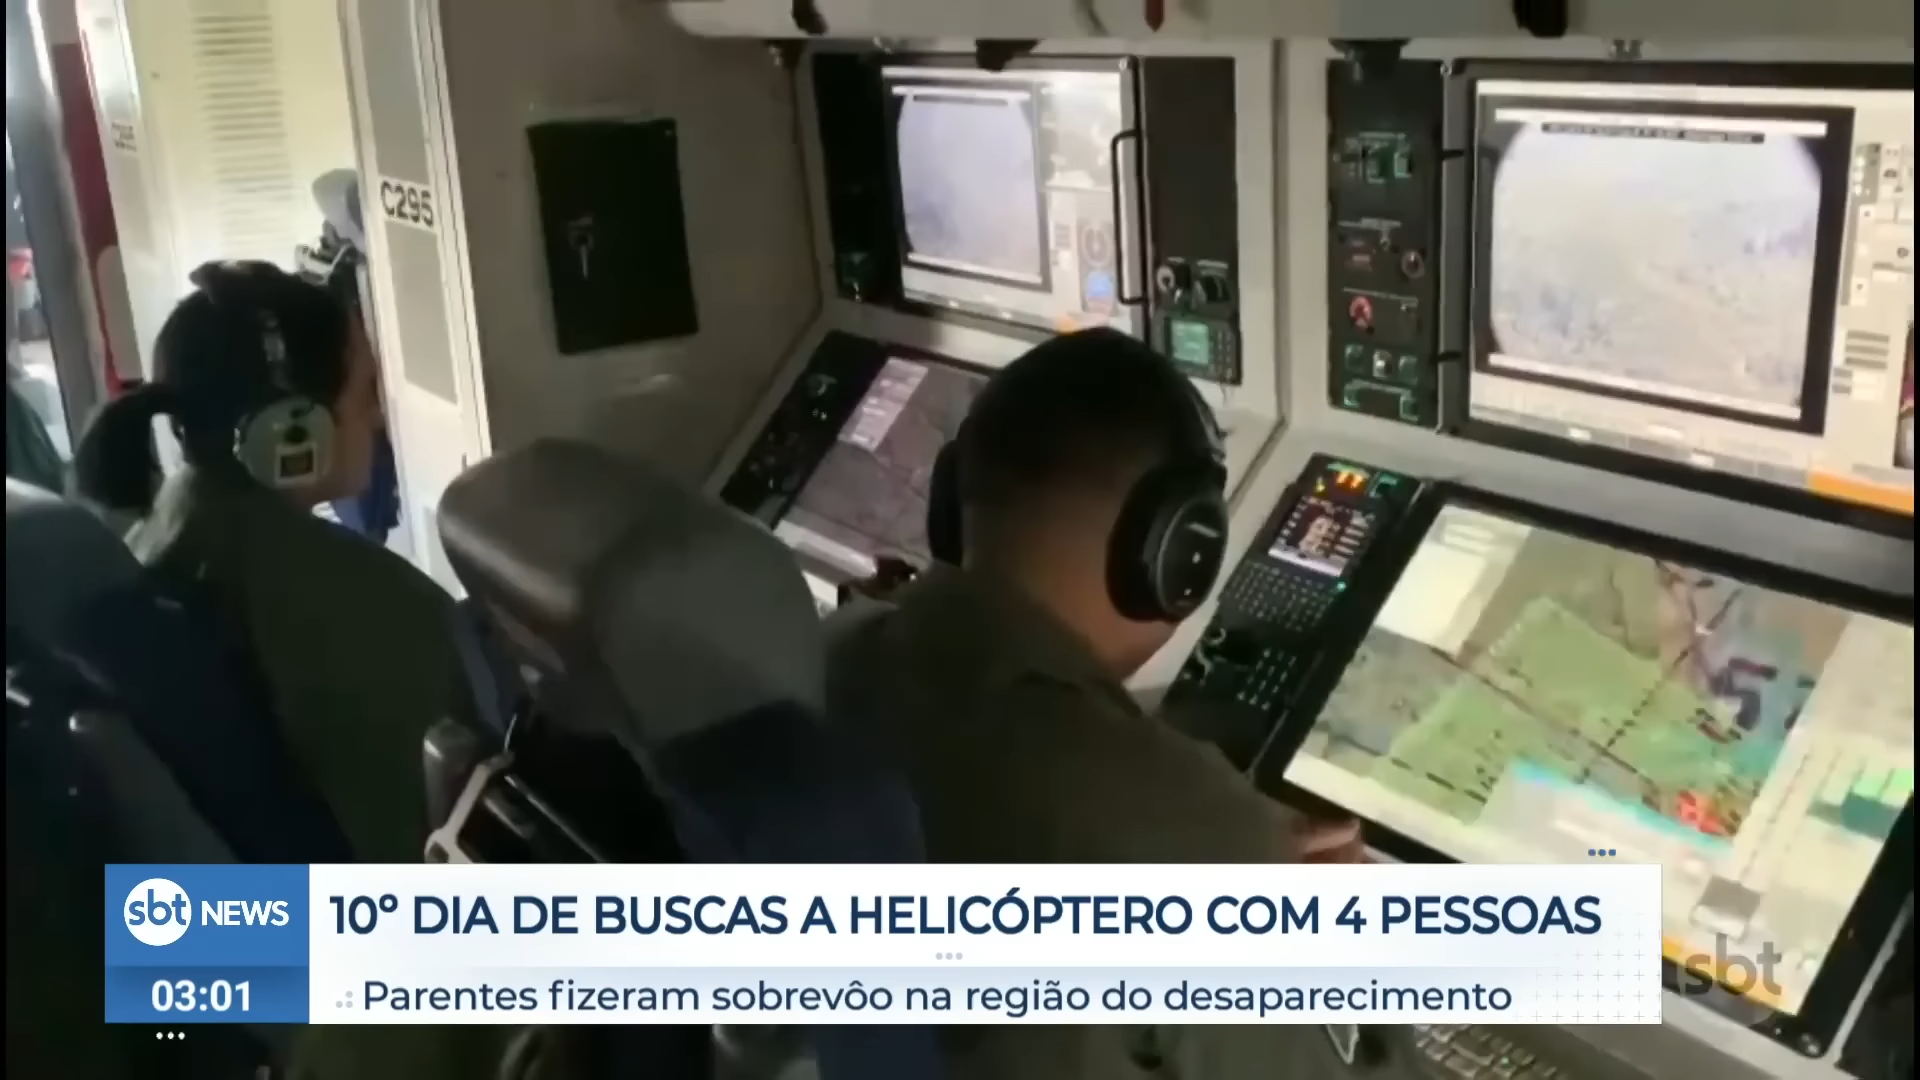 C295
sbt NEWS
10º DIA DE BUSCAS A HELICÓPTERO COM 4 PESSOAS
03:01
Parentes fizeram sobrevôo na região do desaparecimento
sbt